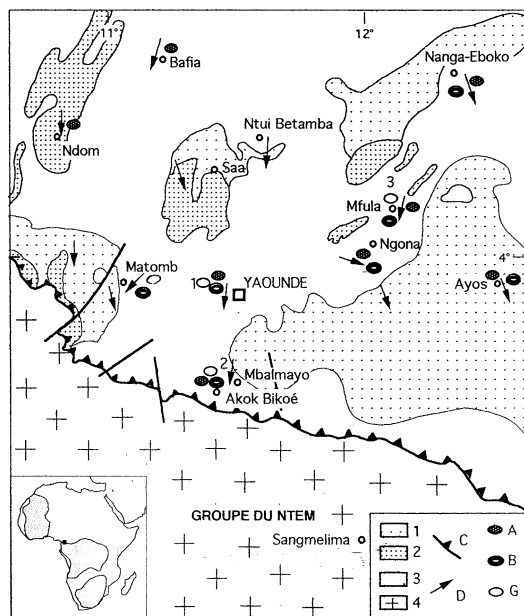 11°
12°
Nanga-Eboko
Bafia
Ntui Betamba
Ndom
Saa
3
Mfula
Ngona
4°
Matomb
1
YAOUNDE
Ayos
2
Mbalmayo
Akok Bikoé
GROUPE DU NTEM
Sangmelima
1
2
3
4
C
D
A
B
G